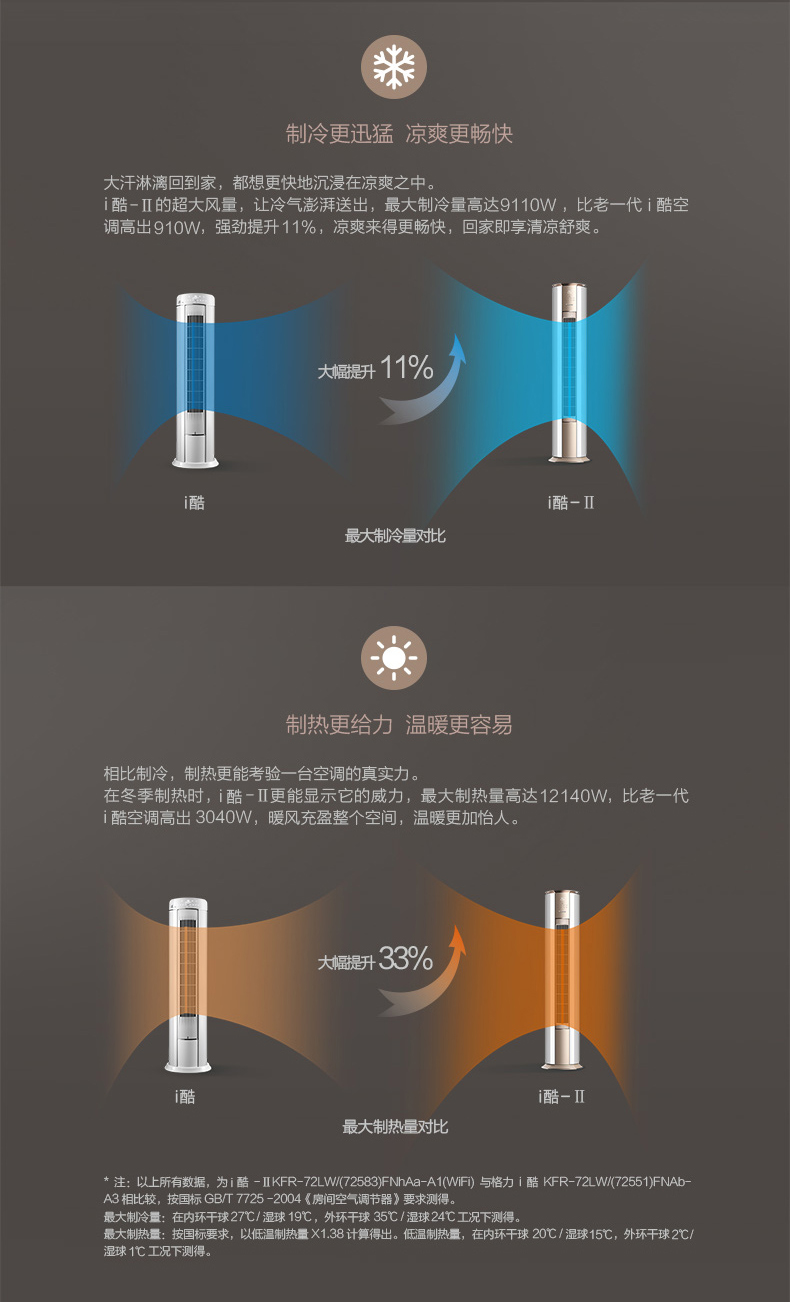 制冷更迅猛 凉爽更畅快
大汗淋漓回到家，都想更快地沉浸在凉爽之中。
i 酷-Ⅱ的超大风量，让冷气澎湃送出，最大制冷量高达9110W ，比老一代 i 酷空
调高出910W，强劲提升11%，凉爽来得更畅快，回家即享清凉舒爽。
大幅提升 11%
i酷
i酷-Ⅱ
最大制冷量对比
制热更给力 温暖更容易
相比制冷，制热更能考验一台空调的真实力。
在冬季制热时，i 酷-Ⅱ更能显示它的威力，最大制热量高达12140W，比老一代
i 酷空调高出 3040W，暖风充盈整个空间，温暖更加怡人。
大幅提升 33%
i酷
i酷-Ⅱ
最大制热量对比
* 注：以上所有数据，为 i 酷 -ⅡKFR-72LW/(72583)FNhAa-A1(WiFi) 与格力 i 酷 KFR-72LW/(72551)FNAb-
A3 相比较，按国标 GB/T 7725 -2004《房间空气调节器》要求测得。
最大制冷量：在内环干球27℃/ 湿球 19℃，外环干球 35℃ / 湿球24℃工况下测得。
最大制热量：按国标要求，以低温制热量 X1.38 计算得出。低温制热量，在内环干球 20℃/ 湿球15℃，外环干球2℃/
湿球 1℃ 工况下测得。